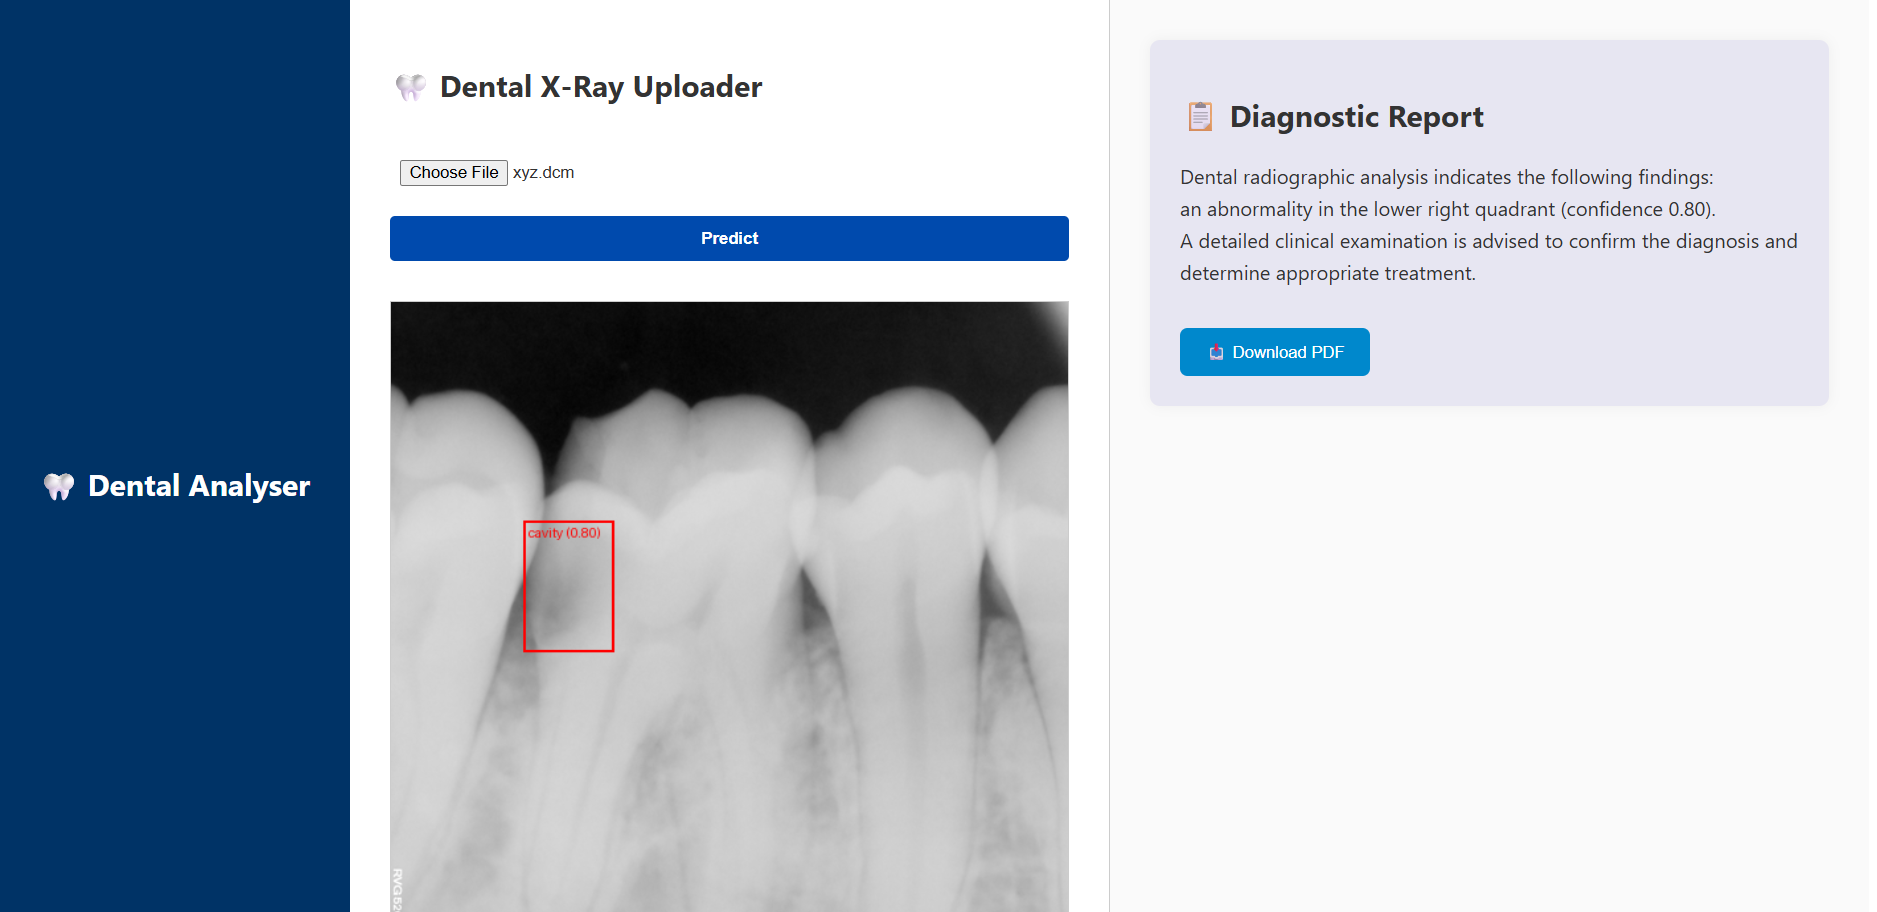 Dental Analyser
Dental X-Ray Uploader
Choose File xyz.dcm
Predict
cavity (0.80)
RVG52
Diagnostic Report
Dental radiographic analysis indicates the following findings:
an abnormality in the lower right quadrant (confidence 0.80).
A detailed clinical examination is advised to confirm the diagnosis and
determine appropriate treatment.
Download PDF